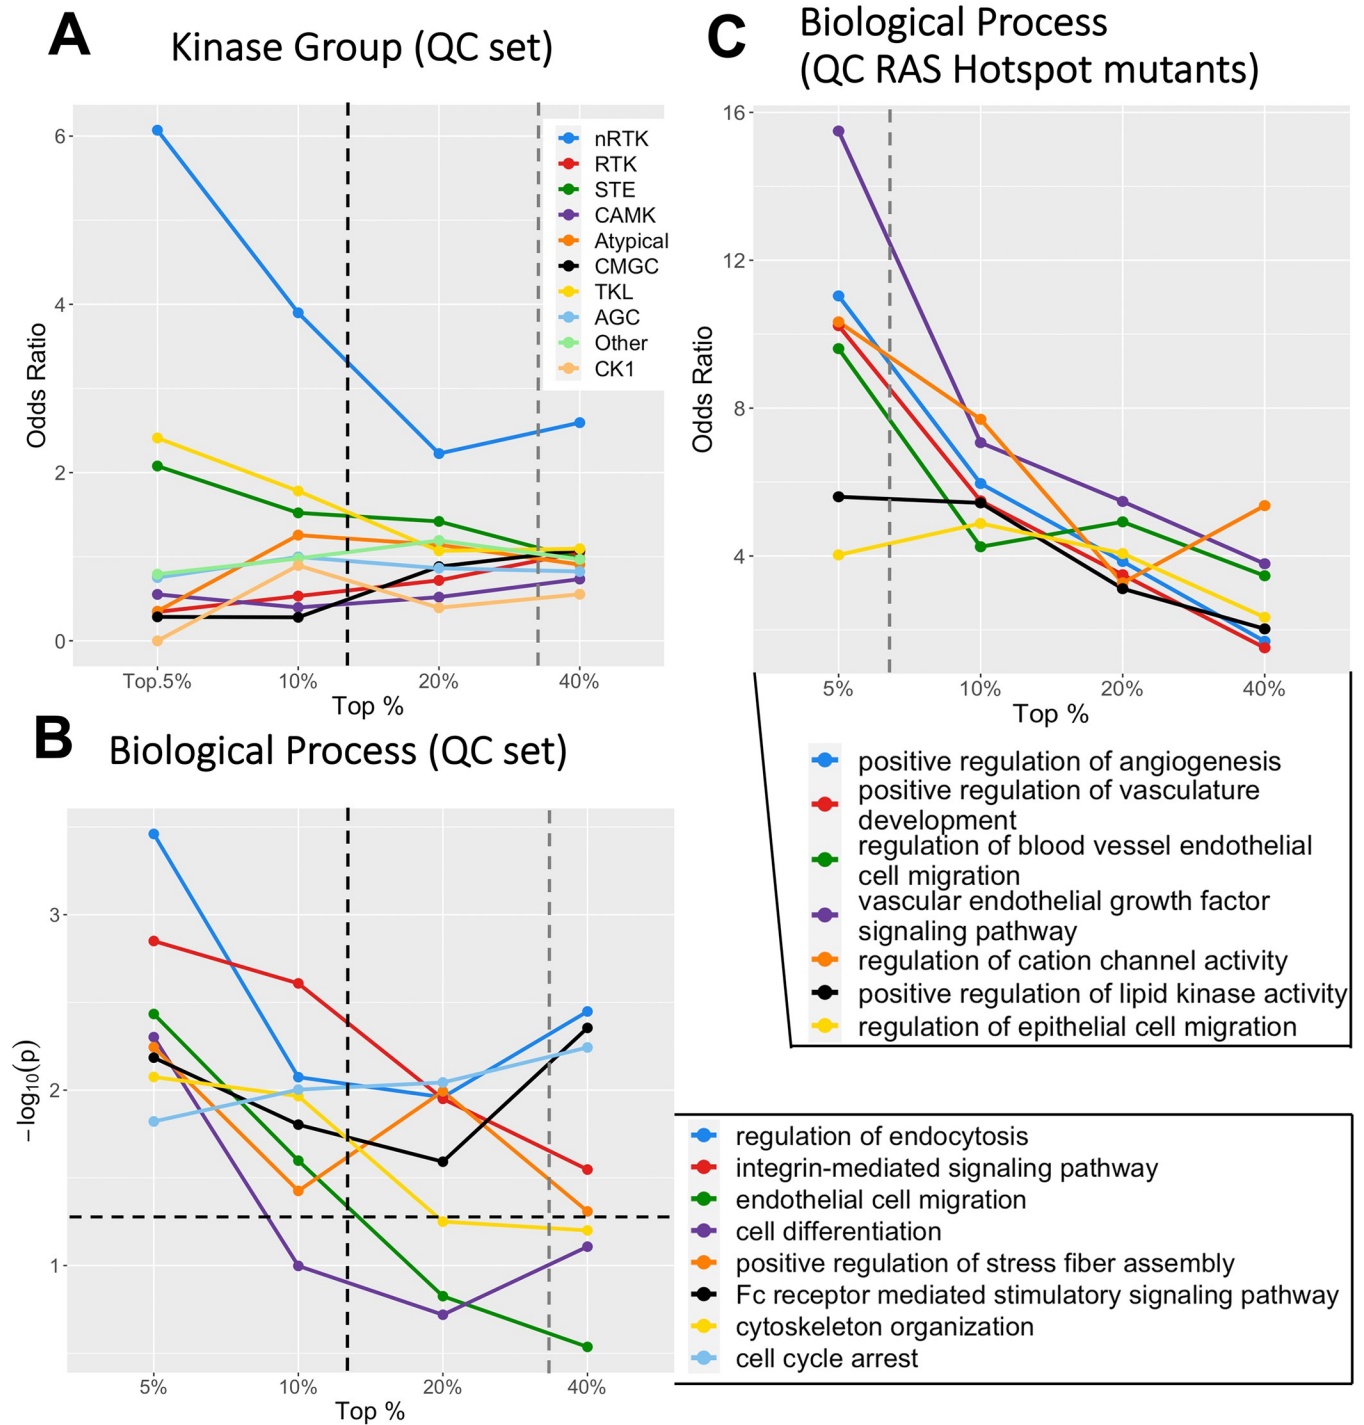 A
Kinase Group (QC set)
Odds Ratio
6
4
2
0
nRTK
RTK
STE
CAMK
Atypical
CMGC
TKL
AGC
Other
CK1
Top.5%
10%
20%
40%
Top %
B
Biological Process (QC set)
−log10(p)
3
2
1
5%
10%
20%
40%
Top %
regulation of endocytosis
integrin-mediated signaling pathway
endothelial cell migration
cell differentiation
positive regulation of stress fiber assembly
Fc receptor mediated stimulatory signaling pathway
cytoskeleton organization
cell cycle arrest
C
Biological Process
(QC RAS Hotspot mutants)
Odds Ratio
16
12
8
4
5%
10%
20%
40%
Top %
positive regulation of angiogenesis
positive regulation of vasculature
development
regulation of blood vessel endothelial
cell migration
vascular endothelial growth factor
signaling pathway
regulation of cation channel activity
positive regulation of lipid kinase activity
regulation of epithelial cell migration